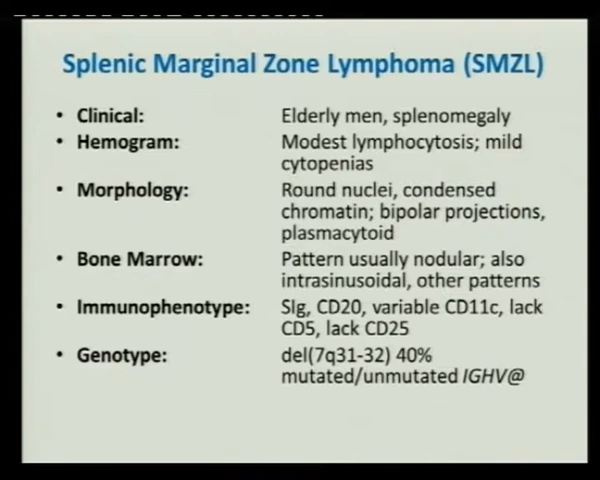 Splenic Marginal Zone Lymphoma (SMZL)
• Clinical: Elderly men, splenomegaly
• Hemogram: Modest lymphocytosis; mild
cytopenias
• Morphology: Round nuclei, condensed
chromatin; bipolar projections,
plasmacytoid
• Bone Marrow: Pattern usually nodular; also
intrasinusoidal, other patterns
• Immunophenotype: SIg, CD20, variable CD11c, lack
CD5, lack CD25
• Genotype: del(7q31-32) 40%
mutated/unmutated IGHV@